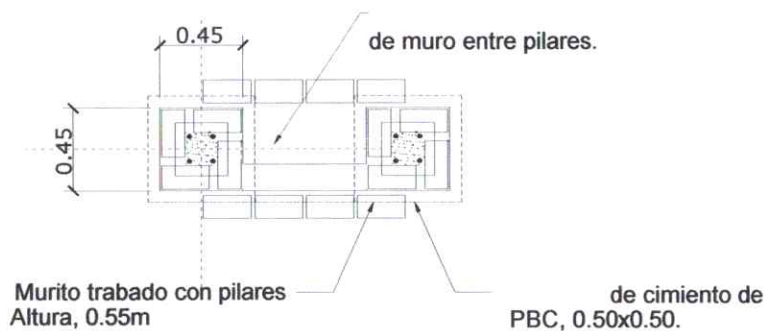 0.45
de muro entre pilares.
0.45
Murito trabado con pilares
Altura, 0.55m
de cimiento de
PBC, 0.50x0.50.